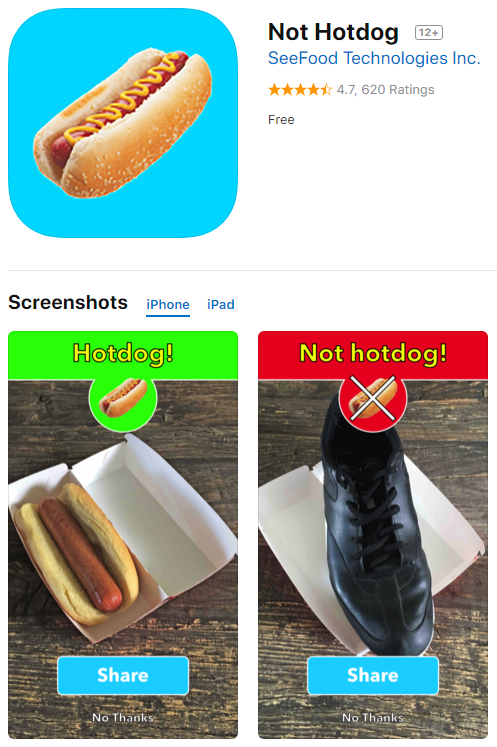 Not Hotdog 12+
SeeFood Technologies Inc.
4.7, 620 Ratings
Free
Screenshots iPhone iPad
Hotdog!
Share
No Thanks
Not hotdog!
Share
No Thanks